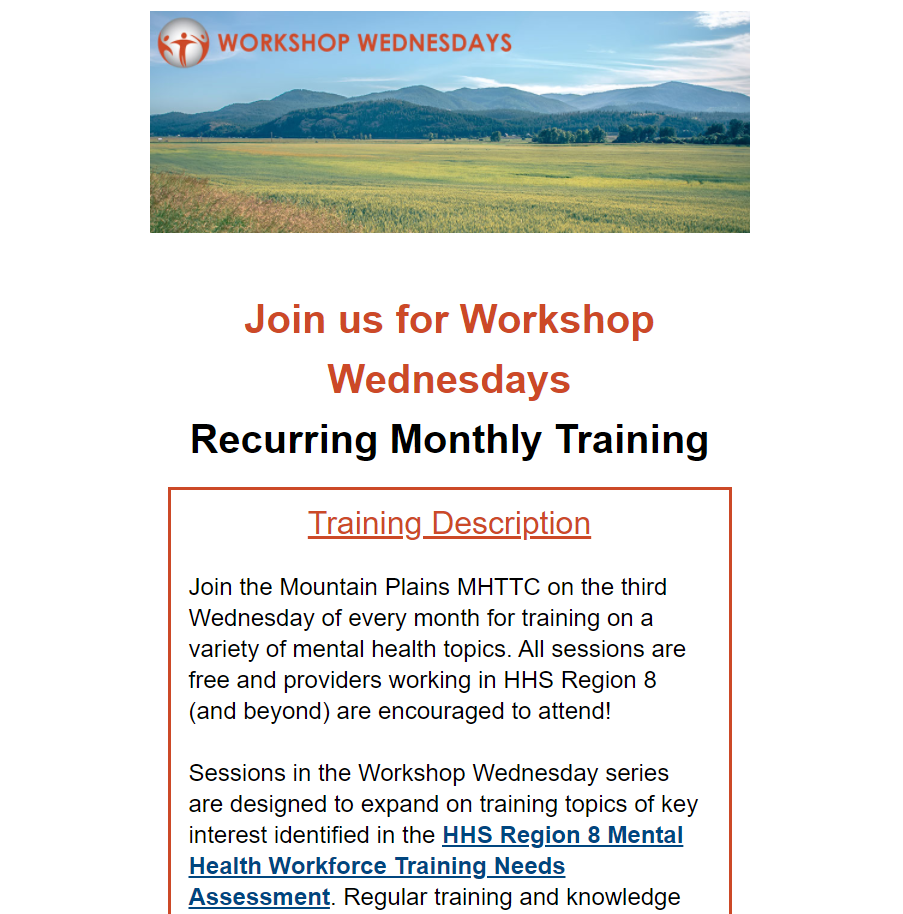 WORKSHOP WEDNESDAYS
Join us for Workshop
Wednesdays
Recurring Monthly Training
Training Description
Join the Mountain Plains MHTTC on the third
Wednesday of every month for training on a
variety of mental health topics. All sessions are
free and providers working in HHS Region 8
(and beyond) are encouraged to attend!
Sessions in the Workshop Wednesday series
are designed to expand on training topics of key
interest identified in the HHS Region 8 Mental
Health Workforce Training Needs
Assessment. Regular training and knowledge